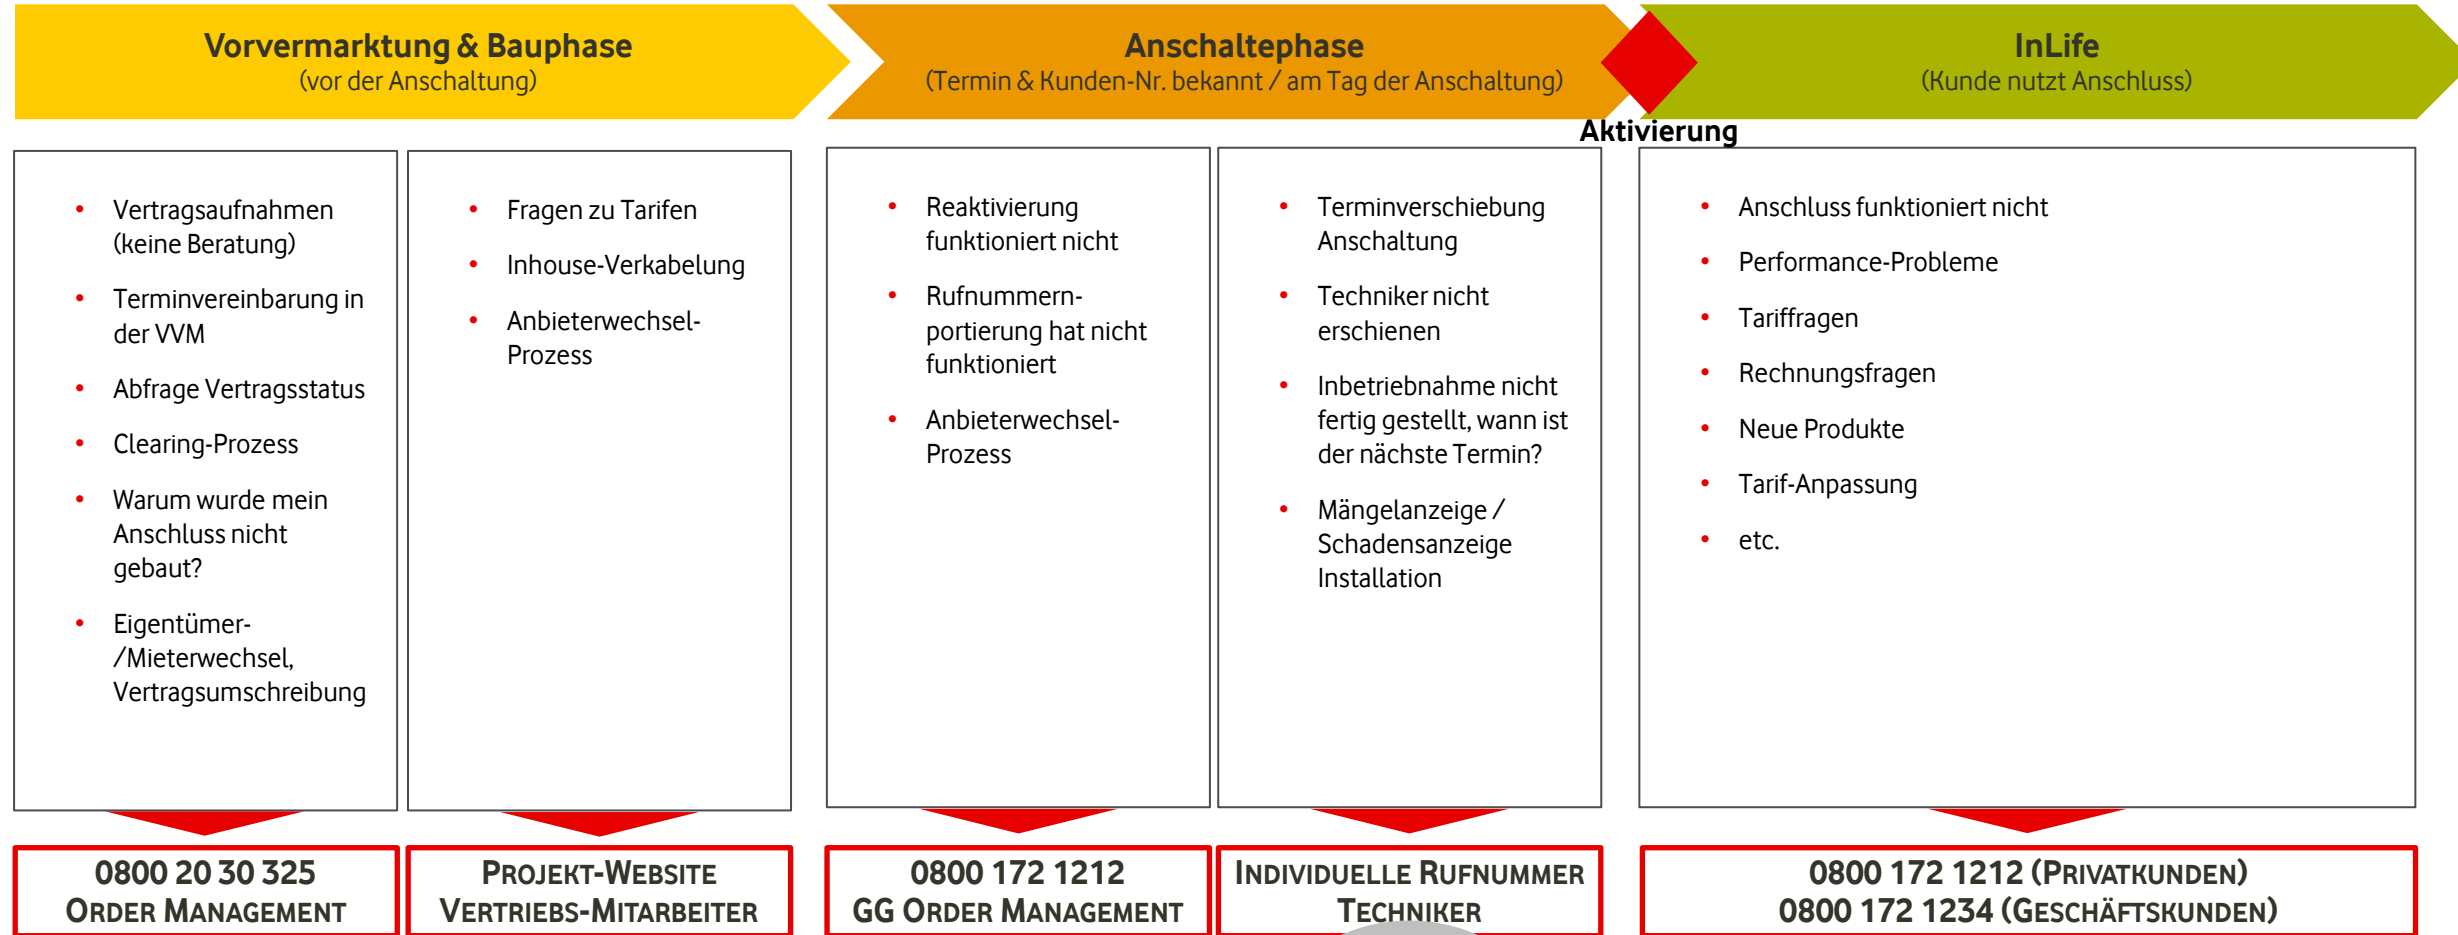 Vorvermarktung & Bauphase
(vor der Anschaltung)
Anschaltephase
(Termin & Kunden-Nr. bekannt / am Tag der Anschaltung)
InLife
(Kunde nutzt Anschluss)
Aktivierung
• Vertragsaufnahmen
(keine Beratung)
• Terminvereinbarung in
der VVM
• Abfrage Vertragsstatus
• Clearing-Prozess
• Warum wurde mein
Anschluss nicht
gebaut?
• Eigentümer-
/Mieterwechsel,
Vertragsumschreibung
• Fragen zu Tarifen
• Inhouse-Verkabelung
• Anbieterwechsel-
Prozess
• Reaktivierung
funktioniert nicht
• Rufnummern-
portierung hat nicht
funktioniert
• Anbieterwechsel-
Prozess
• Terminverschiebung
Anschaltung
• Techniker nicht
erschienen
• Inbetriebnahme nicht
fertig gestellt, wann ist
der nächste Termin?
• Mängelanzeige /
Schadensanzeige
Installation
• Anschluss funktioniert nicht
• Performance-Probleme
• Tariffragen
• Rechnungsfragen
• Neue Produkte
• Tarif-Anpassung
• etc.
0800 20 30 325
ORDER MANAGEMENT
PROJEKT-WEBSITE
VERTRIEBS-MITARBEITER
0800 172 1212
GG ORDER MANAGEMENT
INDIVIDUELLE RUFNUMMER
TECHNIKER
0800 172 1212 (PRIVATKUNDEN)
0800 172 1234 (GESCHÄFTSKUNDEN)